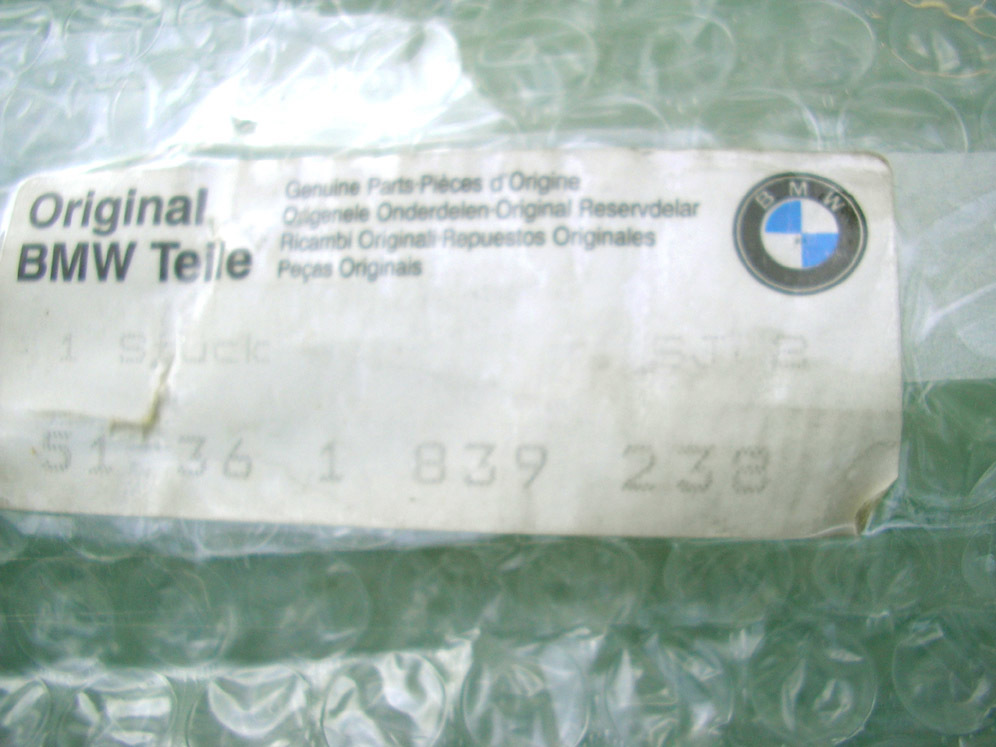 Original
BMW Teile
Genuine Parts·Pièces d'Origine
Originele Onderdelen·Original Reservdelar
Ricambi Originali·Repuestos Originales
Peças Originais
BMW
1 Stück
51 36 1 839 238